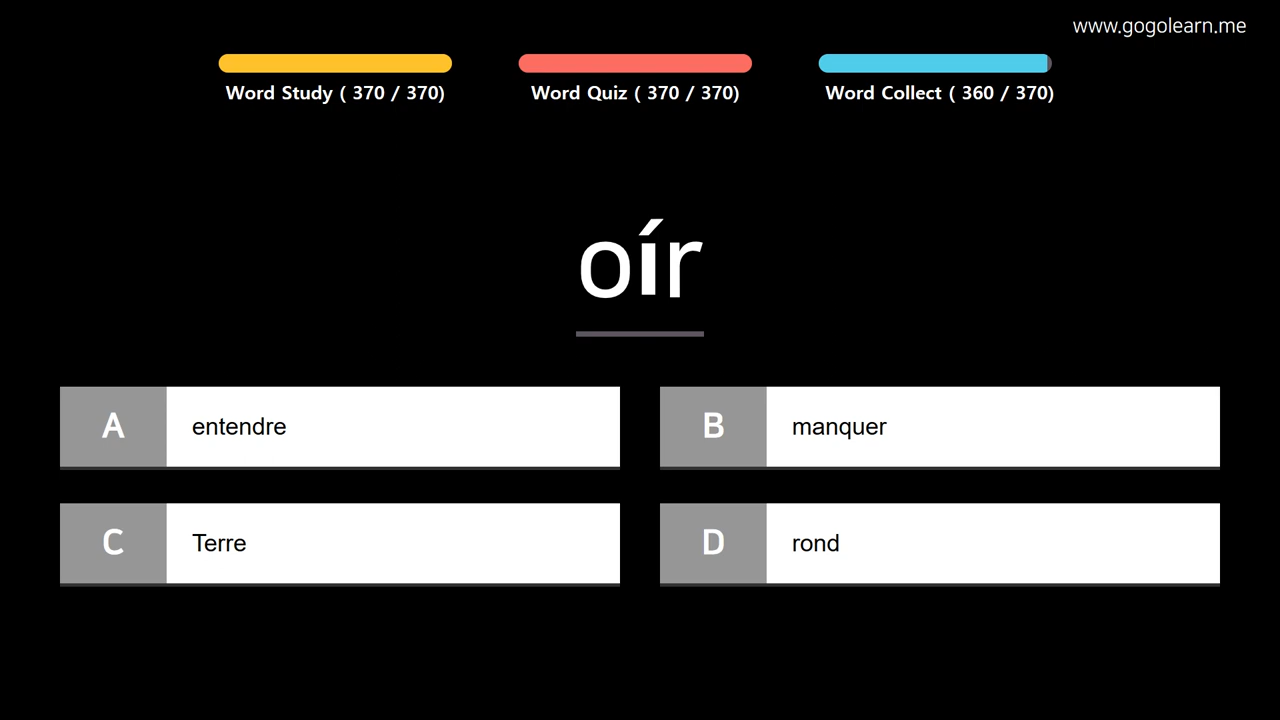 www.gogolearn.me
Word Study ( 370 / 370)
Word Quiz ( 370 / 370)
Word Collect ( 360 / 370)
oír
A entendre
B manquer
C Terre
D rond